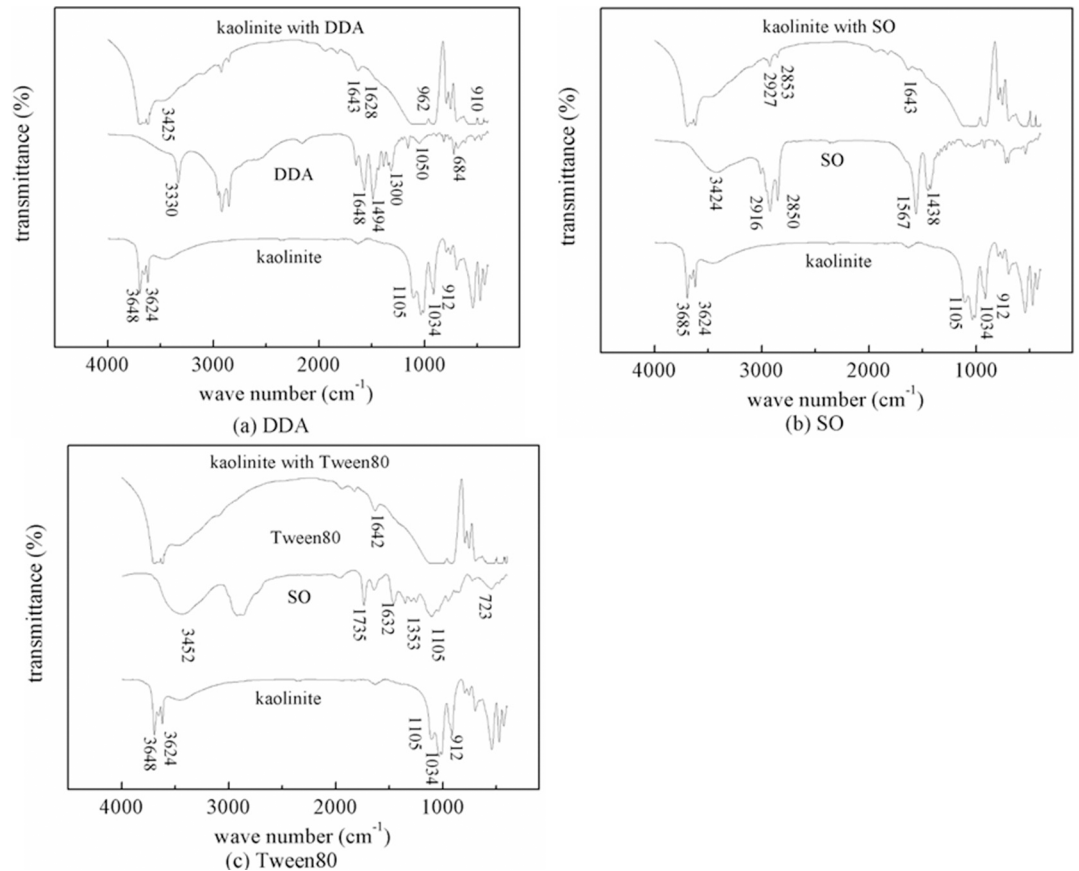 kaolinite with DDA
3425
1643
1628
962
910
DDA
3330
1648
1494
1300
1050
684
kaolinite
3648
3624
1105
1034
912
transmittance (%)
4000 3000 2000 1000
wave number (cm⁻¹)
(a) DDA
kaolinite with SO
2927
2853
1643
SO
3424
2916
2850
1567
1438
kaolinite
3685
3624
1105
1034
912
transmittance (%)
4000 3000 2000 1000
wave number (cm⁻¹)
(b) SO
kaolinite with Tween80
1642
Tween80
SO
3452
1735
1632
1353
1105
723
kaolinite
3648
3624
1105
1034
912
transmittance (%)
4000 3000 2000 1000
wave number (cm⁻¹)
(c) Tween80